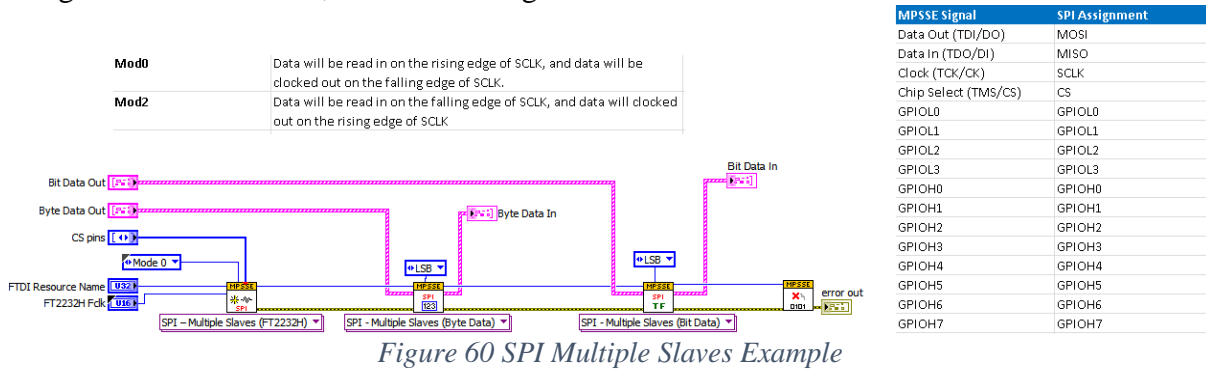 MPSSE Signal SPI Assignment
Data Out (TDI/DO) MOSI
Data In (TDO/DI) MISO
Clock (TCK/CK) SCLK
Chip Select (TMS/CS) CS
GPIOL0 GPIOL0
GPIOL1 GPIOL1
GPIOL2 GPIOL2
GPIOL3 GPIOL3
GPIOH0 GPIOH0
GPIOH1 GPIOH1
GPIOH2 GPIOH2
GPIOH3 GPIOH3
GPIOH4 GPIOH4
GPIOH5 GPIOH5
GPIOH6 GPIOH6
GPIOH7 GPIOH7
Mod0 Data will be read in on the rising edge of SCLK, and data will be
clocked out on the falling edge of SCLK.
Mod2 Data will be read in on the falling edge of SCLK, and data will clocked
out on the rising edge of SCLK
Bit Data In
Bit Data Out
Byte Data Out
Byte Data In
CS pins
Mode 0
LSB
LSB
FTDI Resource Name U32
FT2232H Fclk U16
MPSSE SPI
MPSSE SPI 123
MPSSE SPI TF
MPSSE 0101
error out
SPI – Multiple Slaves (FT2232H)
SPI - Multiple Slaves (Byte Data)
SPI - Multiple Slaves (Bit Data)
Figure 60 SPI Multiple Slaves Example